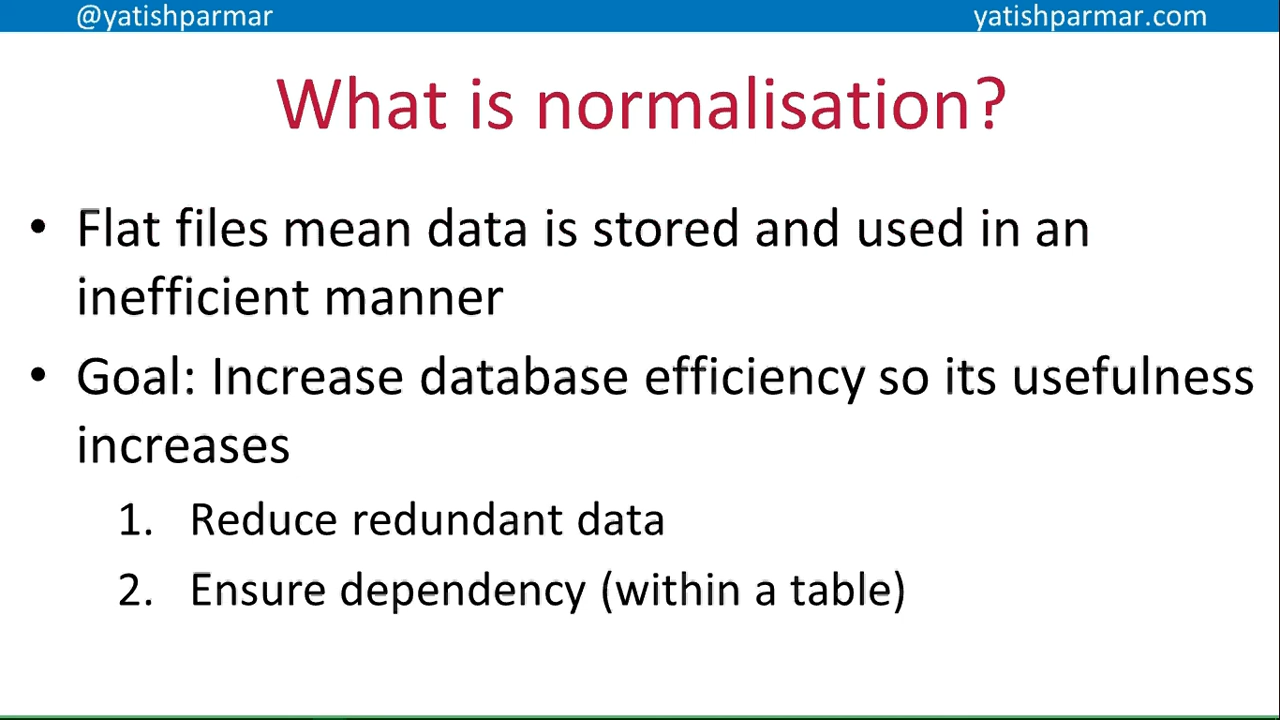 @yatishparmar
yatishparmar.com
What is normalisation?
• Flat files mean data is stored and used in an
inefficient manner
• Goal: Increase database efficiency so its usefulness
increases
1. Reduce redundant data
2. Ensure dependency (within a table)